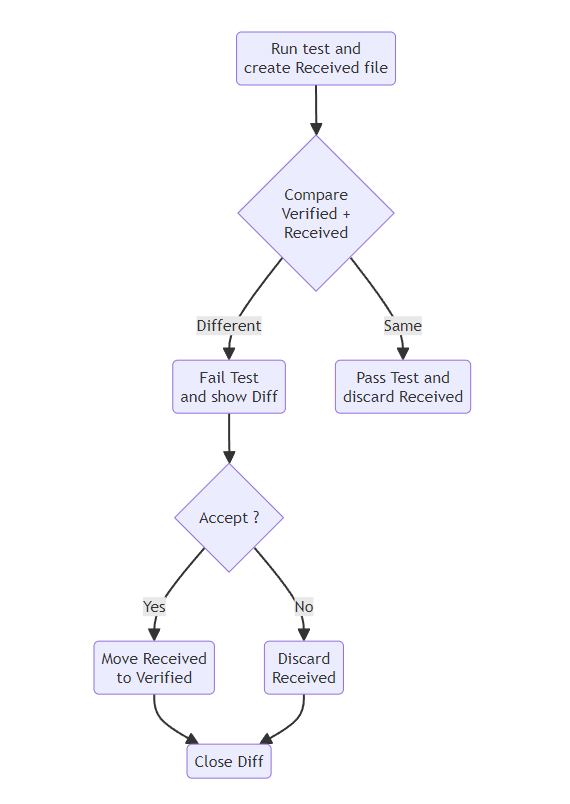 Run test and
create Received file
Compare
Verified +
Received
Different
Same
Fail Test
and show Diff
Pass Test and
discard Received
Accept ?
Yes
No
Move Received
to Verified
Discard
Received
Close Diff